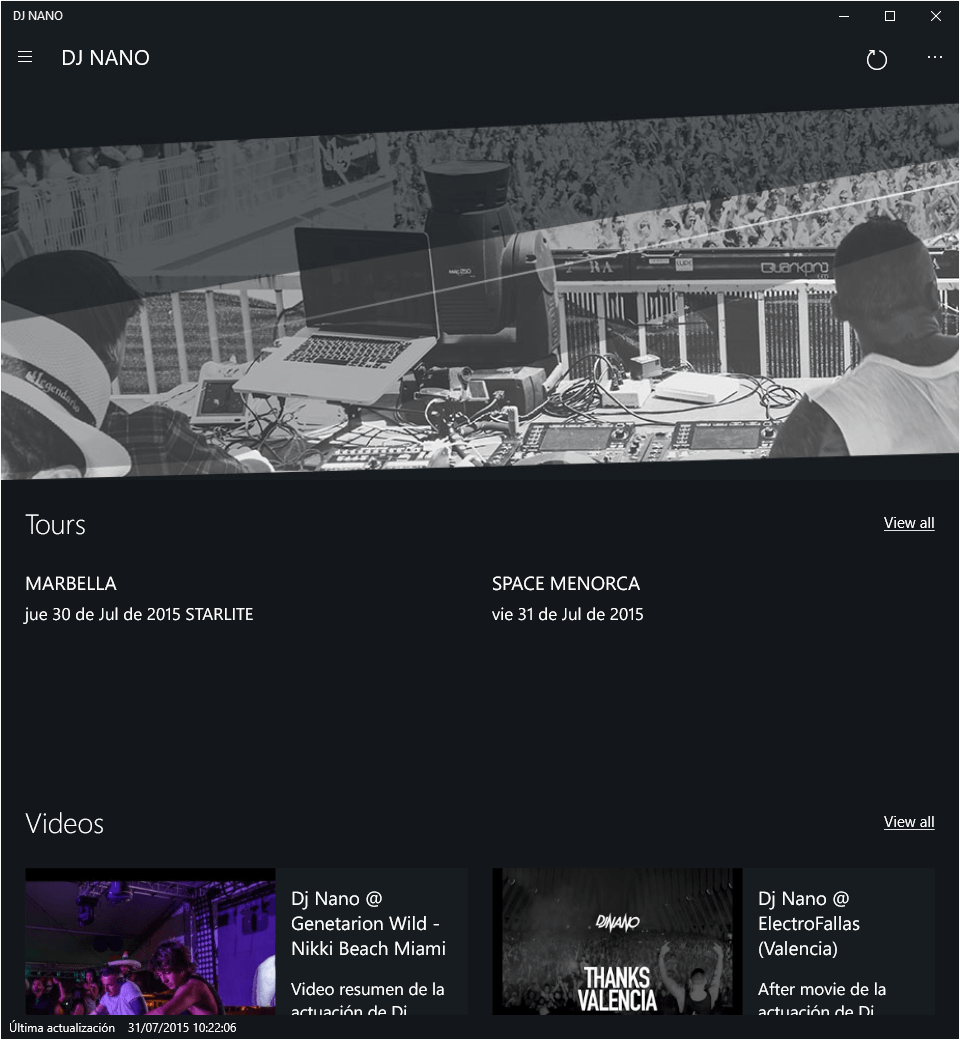 DJ NANO
DJ NANO
MAC 250
RA
quarkpro
Legendario
Tours
View all
MARBELLA
SPACE MENORCA
jue 30 de Jul de 2015 STARLITE
vie 31 de Jul de 2015
Videos
View all
Dj Nano @
Genetarion Wild -
Nikki Beach Miami
Video resumen de la
actuación de Dj
DJNANO
THANKS
VALENCIA
Dj Nano @
ElectroFallas
(Valencia)
After movie de la
actuación de Dj
Última actualización 31/07/2015 10:22:06